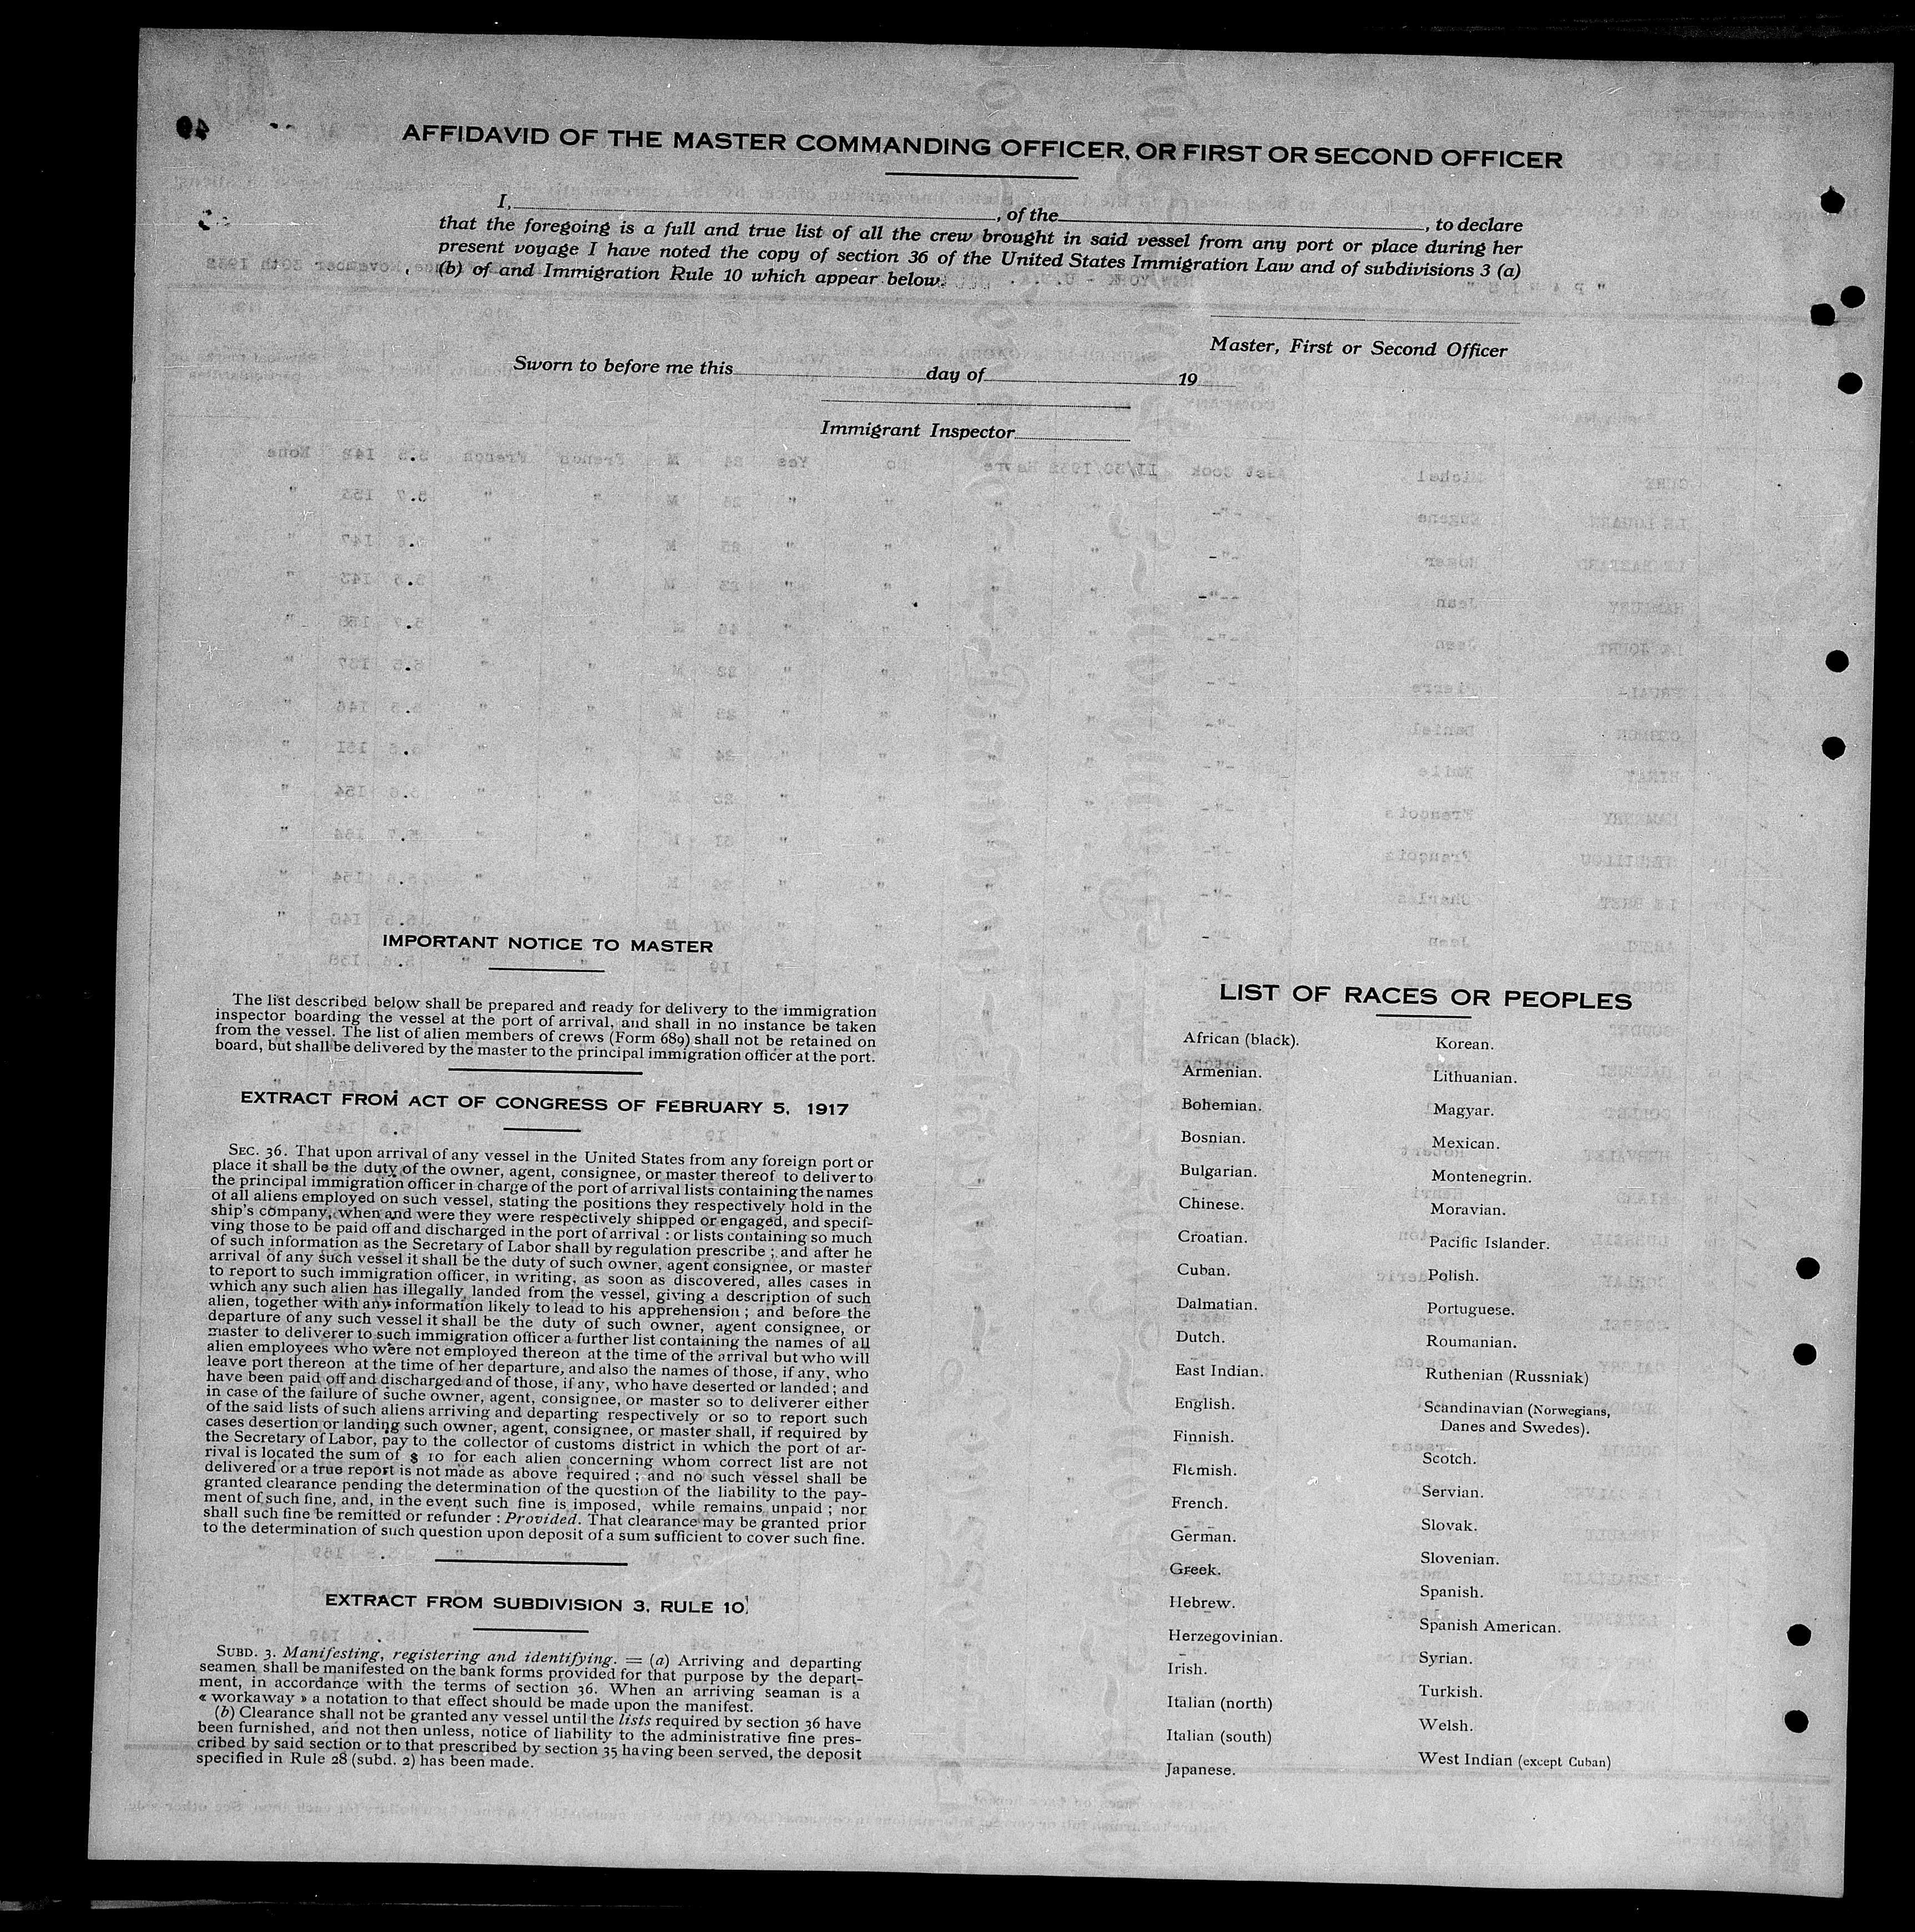 AFFIDAVID OF THE MASTER COMMANDING OFFICER, OR FIRST OR SECOND OFFICER
I, , of the , to declare
that the foregoing is a full and true list of all the crew brought in said vessel from any port or place during her
present voyage I have noted the copy of section 36 of the United States Immigration Law and of subdivisions 3 (a)
(b) of and Immigration Rule 10 which appear below.
Master, First or Second Officer
Sworn to before me this day of 19
Immigrant Inspector
IMPORTANT NOTICE TO MASTER
The list described below shall be prepared and ready for delivery to the immigration
inspector boarding the vessel at the port of arrival, and shall in no instance be taken
from the vessel. The list of alien members of crews (Form 689) shall not be retained on
board, but shall be delivered by the master to the principal immigration officer at the port.
EXTRACT FROM ACT OF CONGRESS OF FEBRUARY 5, 1917
SEC. 36. That upon arrival of any vessel in the United States from any foreign port or
place it shall be the duty of the owner, agent, consignee, or master thereof to deliver to
the principal immigration officer in charge of the port of arrival lists containing the names
of all aliens employed on such vessel, stating the positions they respectively hold in the
ship's company, when and were they were respectively shipped or engaged, and specif-
ving those to be paid off and discharged in the port of arrival : or lists containing so much
of such information as the Secretary of Labor shall by regulation prescribe ; and after he
arrival of any such vessel it shall be the duty of such owner, agent consignee, or master
to report to such immigration officer, in writing, as soon as discovered, alles cases in
which any such alien has illegally landed from the vessel, giving a description of such
alien, together with any information likely to lead to his apprehension ; and before the
departure of any such vessel it shall be the duty of such owner, agent consignee, or
master to deliverer to such immigration officer a further list containing the names of all
alien employees who were not employed thereon at the time of the arrival but who will
leave port thereon at the time of her departure, and also the names of those, if any, who
have been paid off and discharged and of those, if any, who have deserted or landed ; and
in case of the failure of suche owner, agent, consignee, or master so to deliverer either
of the said lists of such aliens arriving and departing respectively or so to report such
cases desertion or landing such owner, agent, consignee, or master shall, if required by
the Secretary of Labor, pay to the collector of customs district in which the port of ar-
rival is located the sum of $ 10 for each alien concerning whom correct list are not
delivered or a true report is not made as above required ; and no such vessel shall be
granted clearance pending the determination of the question of the liability to the pay-
ment of such fine, and, in the event such fine is imposed, while remains unpaid ; nor
shall such fine be remitted or refunder : Provided. That clearance may be granted prior
to the determination of such question upon deposit of a sum sufficient to cover such fine.
EXTRACT FROM SUBDIVISION 3, RULE 10
SUBD. 3. Manifesting, registering and identifying. = (a) Arriving and departing
seamen shall be manifested on the bank forms provided for that purpose by the depart-
ment, in accordance with the terms of section 36. When an arriving seaman is a
« workaway » a notation to that effect should be made upon the manifest.
(b) Clearance shall not be granted any vessel until the lists required by section 36 have
been furnished, and not then unless, notice of liability to the administrative fine pres-
cribed by said section or to that prescribed by section 35 having been served, the deposit
specified in Rule 28 (subd. 2) has been made.
LIST OF RACES OR PEOPLES
African (black).
Armenian.
Bohemian.
Bosnian.
Bulgarian.
Chinese.
Croatian.
Cuban.
Dalmatian.
Dutch.
East Indian.
English.
Finnish.
Flemish.
French.
German.
Greek.
Hebrew.
Herzegovinian.
Irish.
Italian (north)
Italian (south)
Japanese.
Korean.
Lithuanian.
Magyar.
Mexican.
Montenegrin.
Moravian.
Pacific Islander.
Polish.
Portuguese.
Roumanian.
Ruthenian (Russniak)
Scandinavian (Norwegians,
Danes and Swedes).
Scotch.
Servian.
Slovak.
Slovenian.
Spanish.
Spanish American.
Syrian.
Turkish.
Welsh.
West Indian (except Cuban)